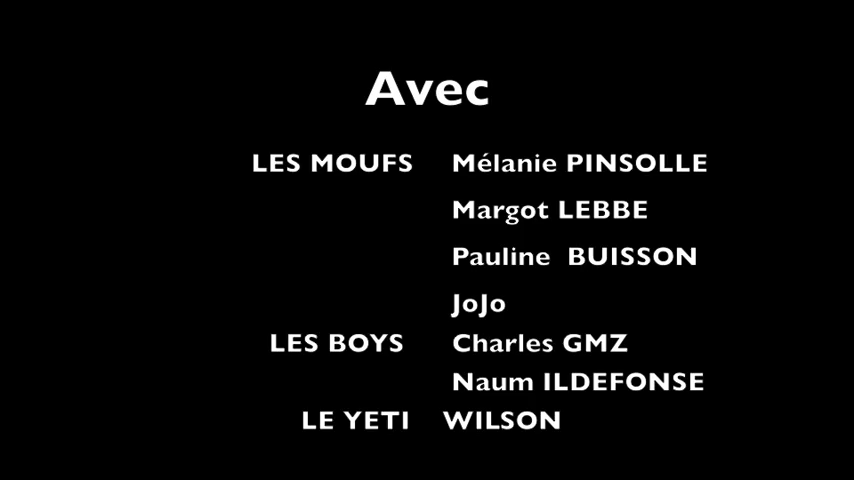 Avec
LES MOUFS Mélanie PINSOLLE
Margot LEBBE
Pauline BUISSON
JoJo
LES BOYS Charles GMZ
Naum ILDEFONSE
LE YETI WILSON